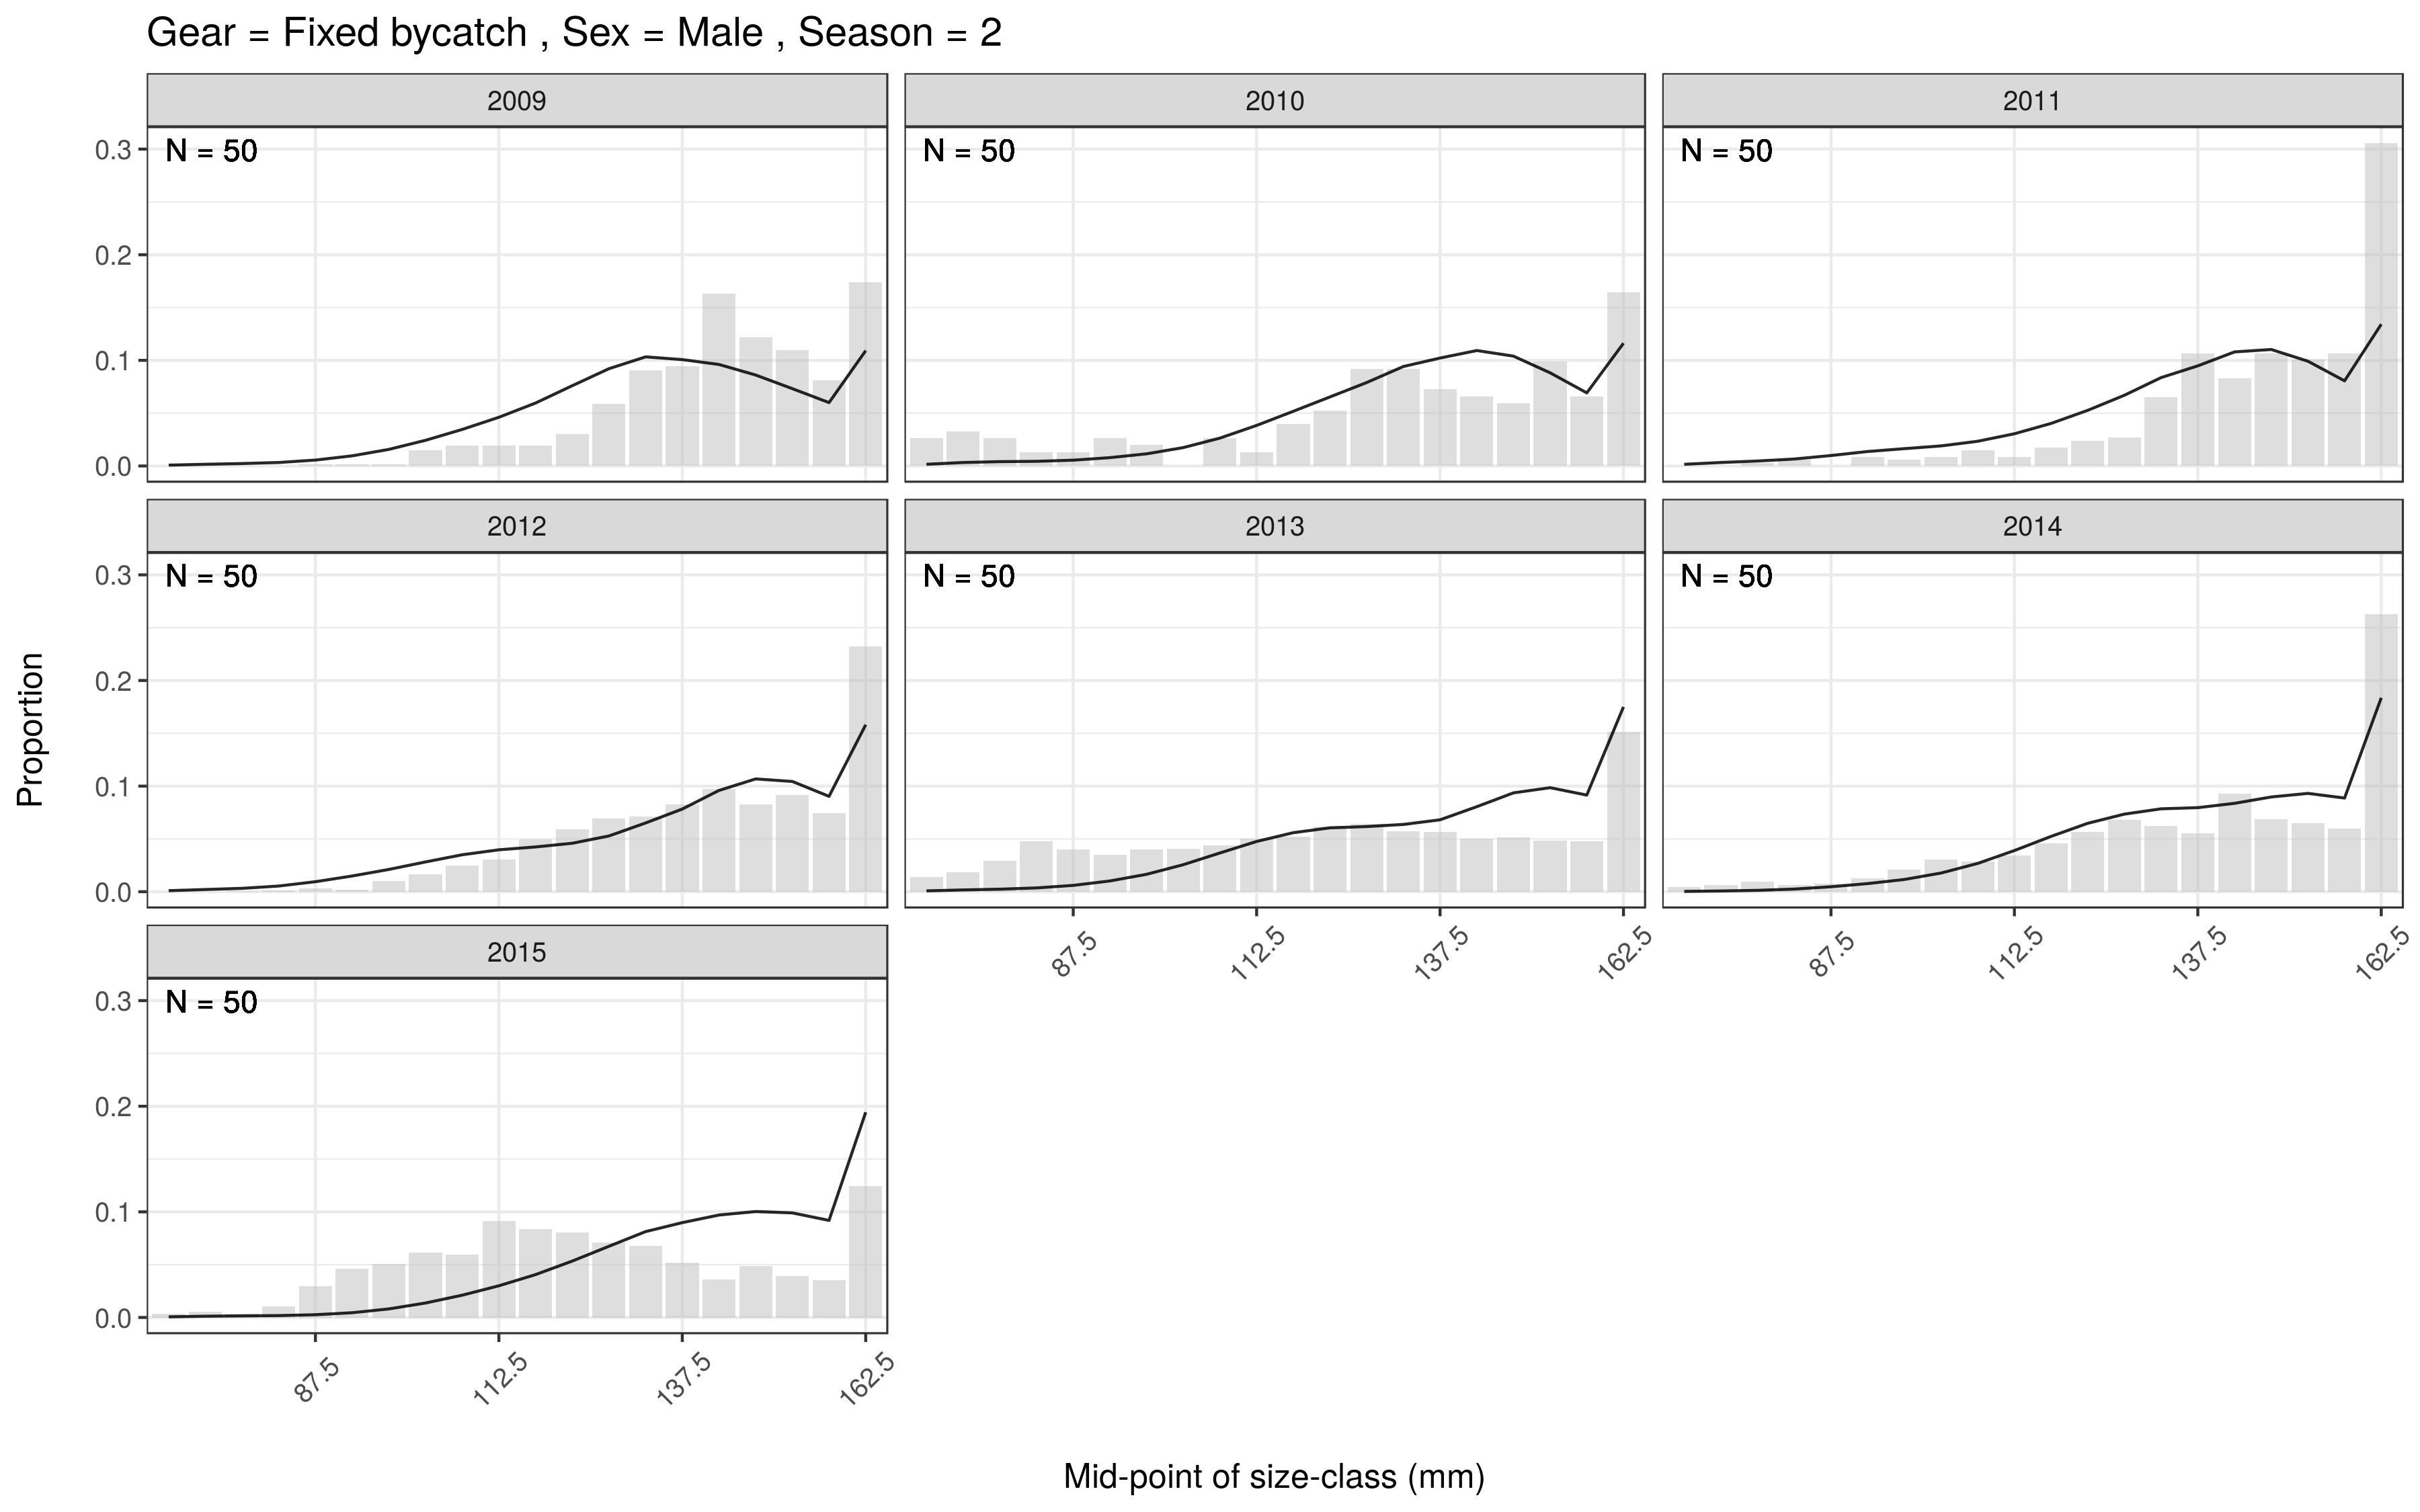 Gear = Fixed bycatch , Sex = Male , Season = 2
2009 2010 2011
N = 50 N = 50 N = 50
0.3
0.2
0.1
0.0
2012 2013 2014
N = 50 N = 50 N = 50
0.3
0.2
0.1
0.0
87.5 112.5 137.5 162.5 87.5 112.5 137.5 162.5
2015
N = 50
0.3
0.2
0.1
0.0
87.5 112.5 137.5 162.5
Proportion
Mid-point of size-class (mm)